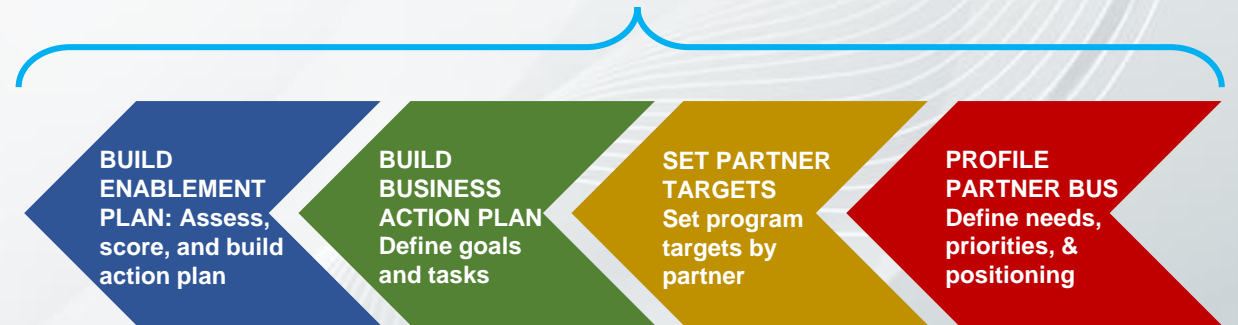 BUILD
ENABLEMENT
PLAN: Assess,
score, and build
action plan
BUILD
BUSINESS
ACTION PLAN
Define goals
and tasks
SET PARTNER
TARGETS
Set program
targets by
partner
PROFILE
PARTNER BUS
Define needs,
priorities, &
positioning